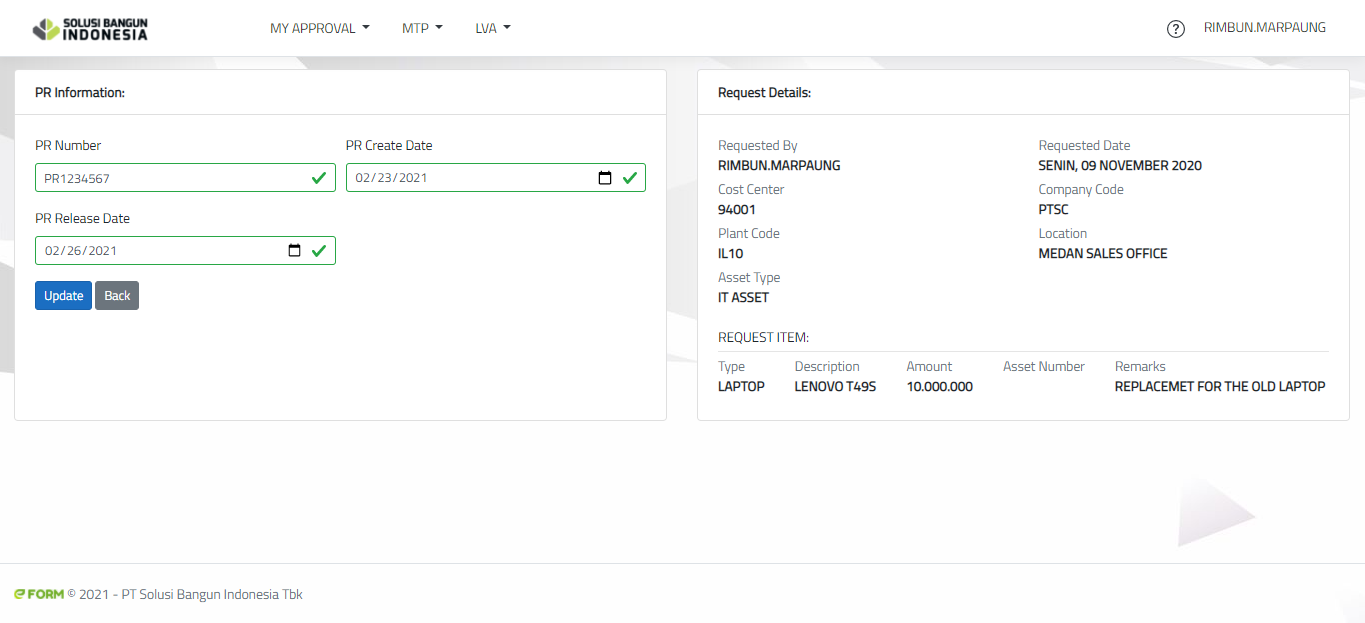 SOLUSI BANGUN
INDONESIA
MY APPROVAL
MTP
LVA
?
RIMBUN.MARPAUNG
PR Information:
PR Number
PR Create Date
PR1234567
02/23/2021
PR Release Date
02/26/2021
Update
Back
Request Details:
Requested By
Requested Date
RIMBUN.MARPAUNG
SENIN, 09 NOVEMBER 2020
Cost Center
Company Code
94001
PTSC
Plant Code
Location
IL10
MEDAN SALES OFFICE
Asset Type
IT ASSET
REQUEST ITEM:
Type Description Amount Asset Number Remarks
LAPTOP LENOVO T49S 10.000.000 REPLACEMET FOR THE OLD LAPTOP
e FORM © 2021 - PT Solusi Bangun Indonesia Tbk